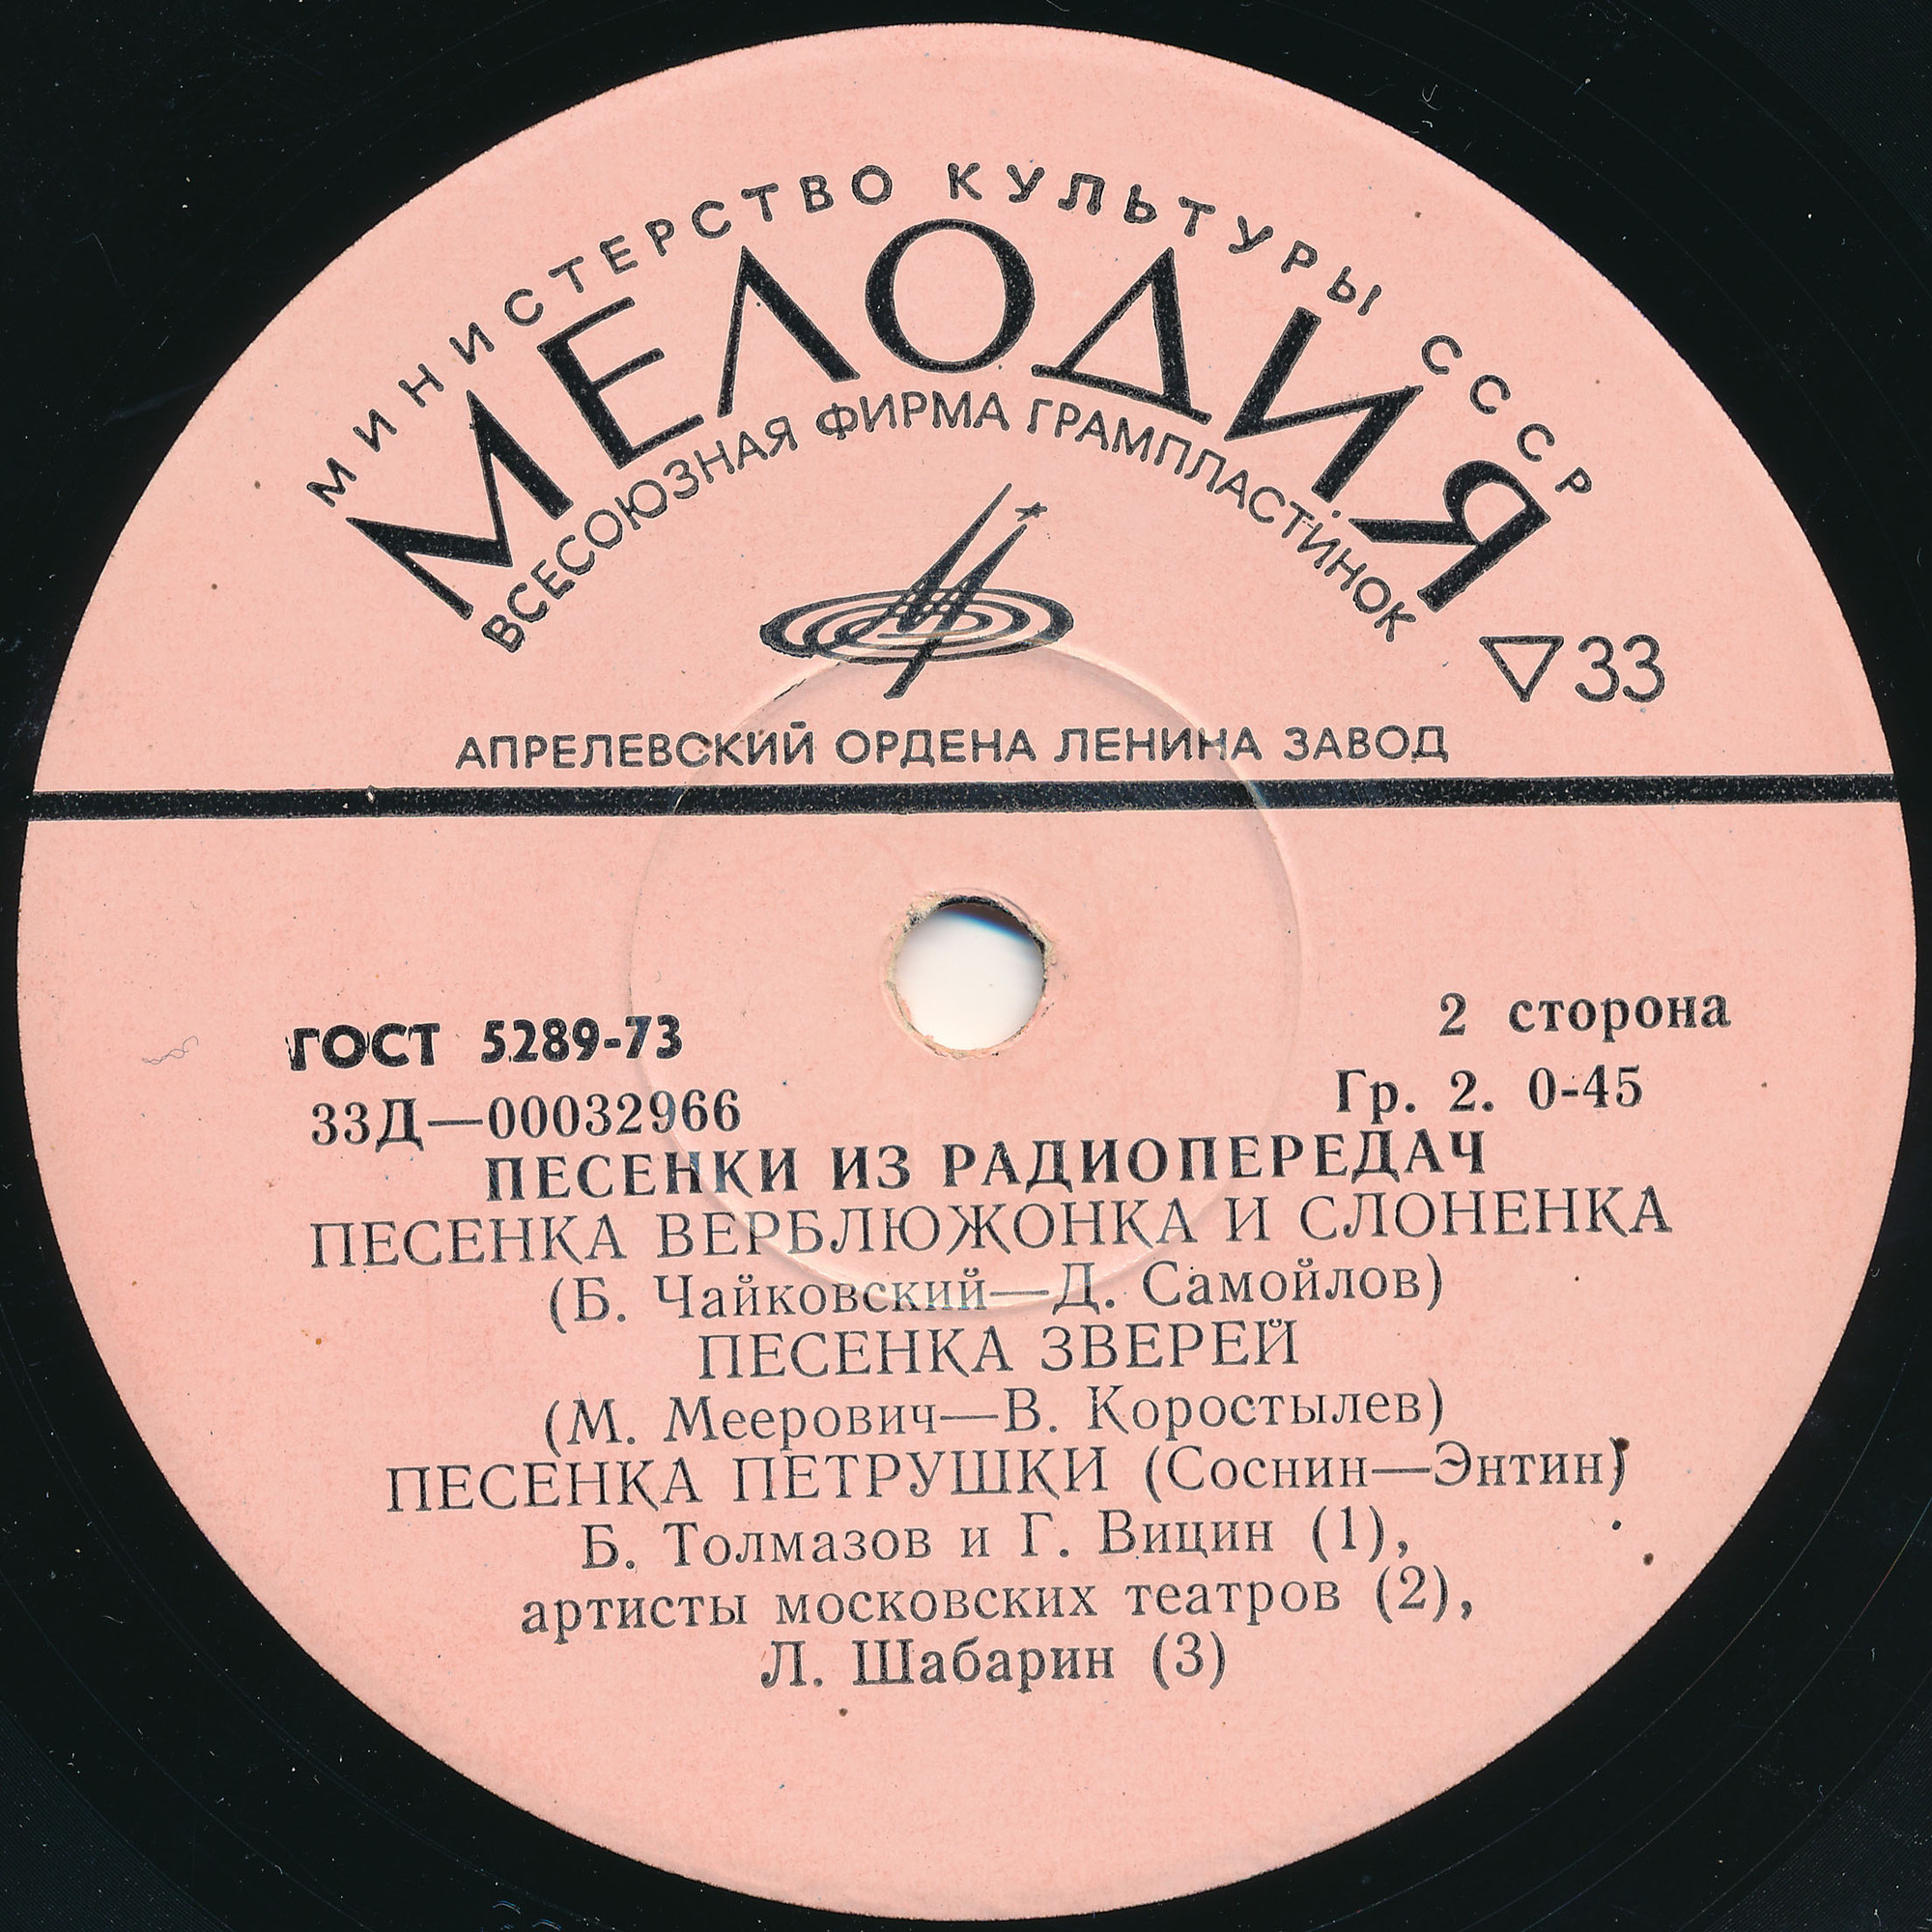 МИНИСТЕРСТВО КУЛЬТУРЫ СССР
МЕЛОДИЯ
ВСЕСОЮЗНАЯ ФИРМА ГРАМПЛАСТИНОК
33
АПРЕЛЕВСКИЙ ОРДЕНА ЛЕНИНА ЗАВОД
ГОСТ 5289-73
2 сторона
33Д—00032966
Гр. 2. 0-45
ПЕСЕНКИ ИЗ РАДИОПЕРЕДАЧ
ПЕСЕНКА ВЕРБЛЮЖОНКА И СЛОНЕНКА
(Б. Чайковский—Д. Самойлов)
ПЕСЕНКА ЗВЕРЕЙ
(М. Меерович—В. Коростылев)
ПЕСЕНКА ПЕТРУШКИ (Соснин—Энтин)
Б. Толмазов и Г. Вицин (1),
артисты московских театров (2),
Л. Шабарин (3)